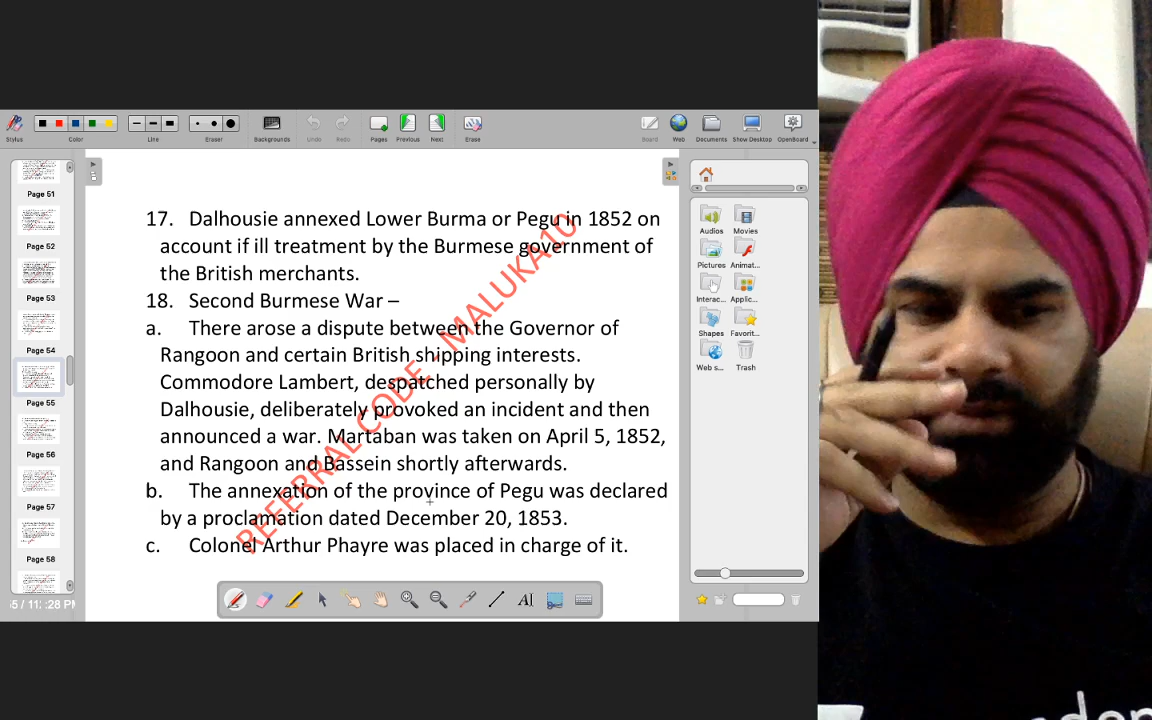 Stylus
Color
Line
Eraser
Backgrounds
Undo
Redo
Pages
Previous
Next
Erase
Board
Web
Documents
Show Desktop
OpenBoard
Page 51
Page 52
Page 53
Page 54
Page 55
Page 56
Page 57
Page 58
17. Dalhousie annexed Lower Burma or Pegu in 1852 on
account if ill treatment by the Burmese government of
the British merchants.
18. Second Burmese War –
a. There arose a dispute between the Governor of
Rangoon and certain British shipping interests.
Commodore Lambert, despatched personally by
Dalhousie, deliberately provoked an incident and then
announced a war. Martaban was taken on April 5, 1852,
and Rangoon and Bassein shortly afterwards.
b. The annexation of the province of Pegu was declared
by a proclamation dated December 20, 1853.
c. Colonel Arthur Phayre was placed in charge of it.
REFERRAL CODE - MALUKA10
Audios
Movies
Pictures
Animat...
Interac...
Applic...
Shapes
Favorit...
Web s...
Trash